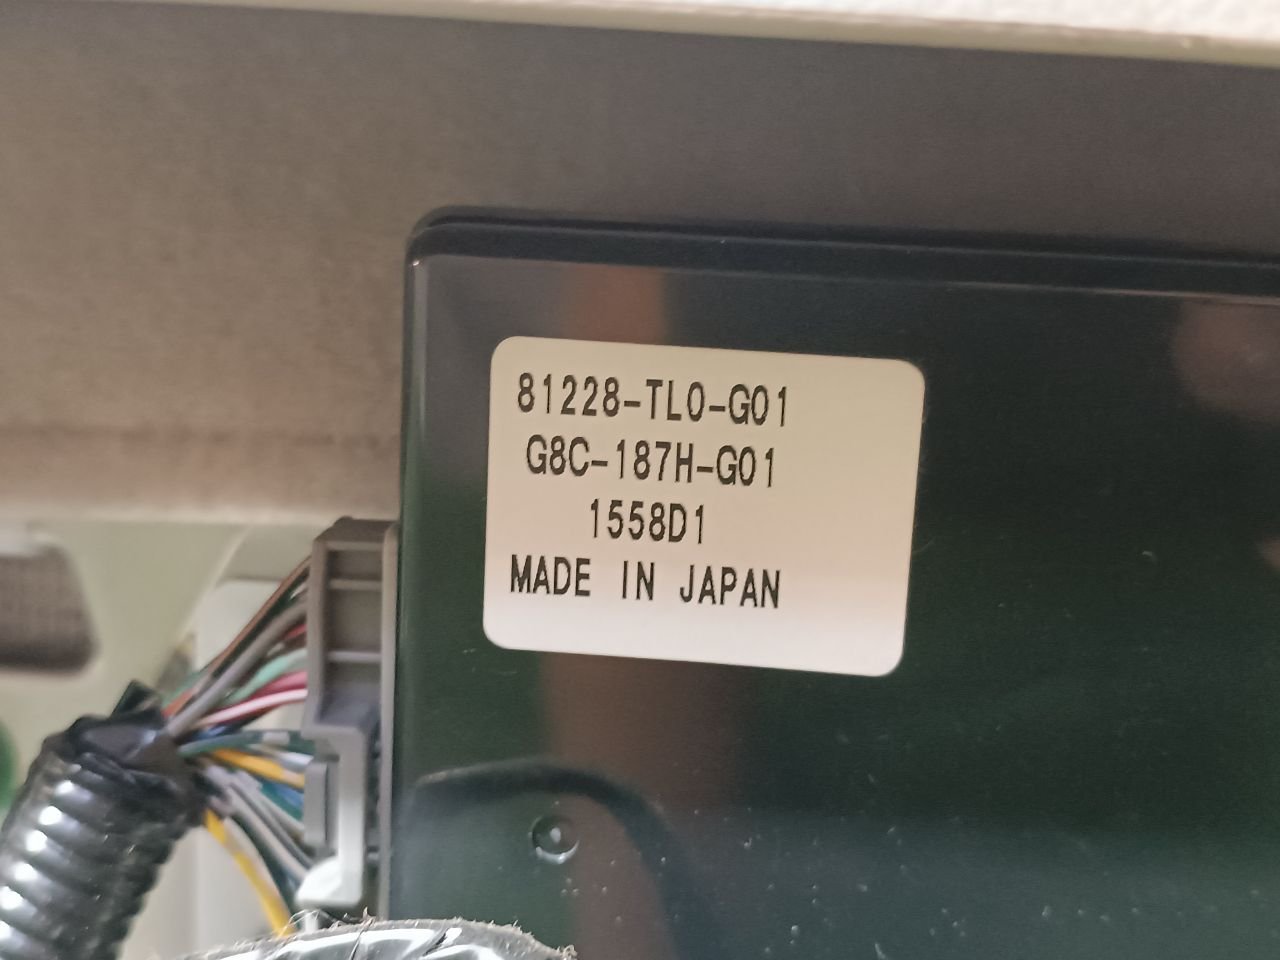 81228-TL0-G01
G8C-187H-G01
1558D1
MADE IN JAPAN